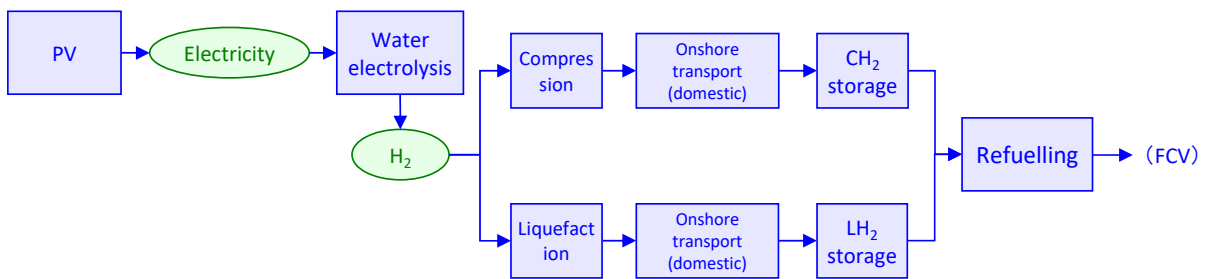 PV
Electricity
Water
electrolysis
H₂
Compres
sion
Onshore
transport
(domestic)
CH₂
storage
Liquefact
ion
Onshore
transport
(domestic)
LH₂
storage
Refuelling
（FCV）